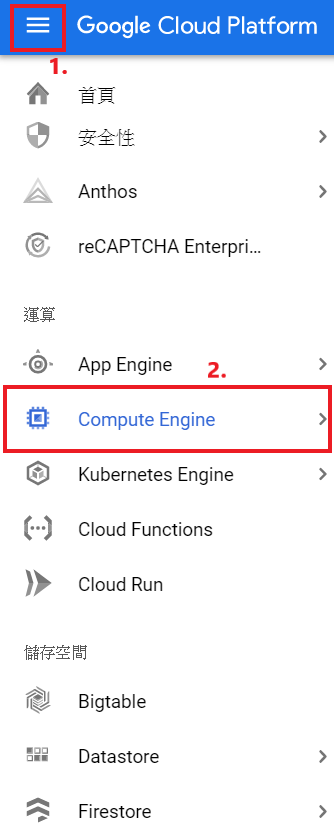 Google Cloud Platform
1.
首頁
安全性
Anthos
reCAPTCHA Enterpri…
運算
App Engine
2.
Compute Engine
Kubernetes Engine
Cloud Functions
Cloud Run
儲存空間
Bigtable
Datastore
Firestore